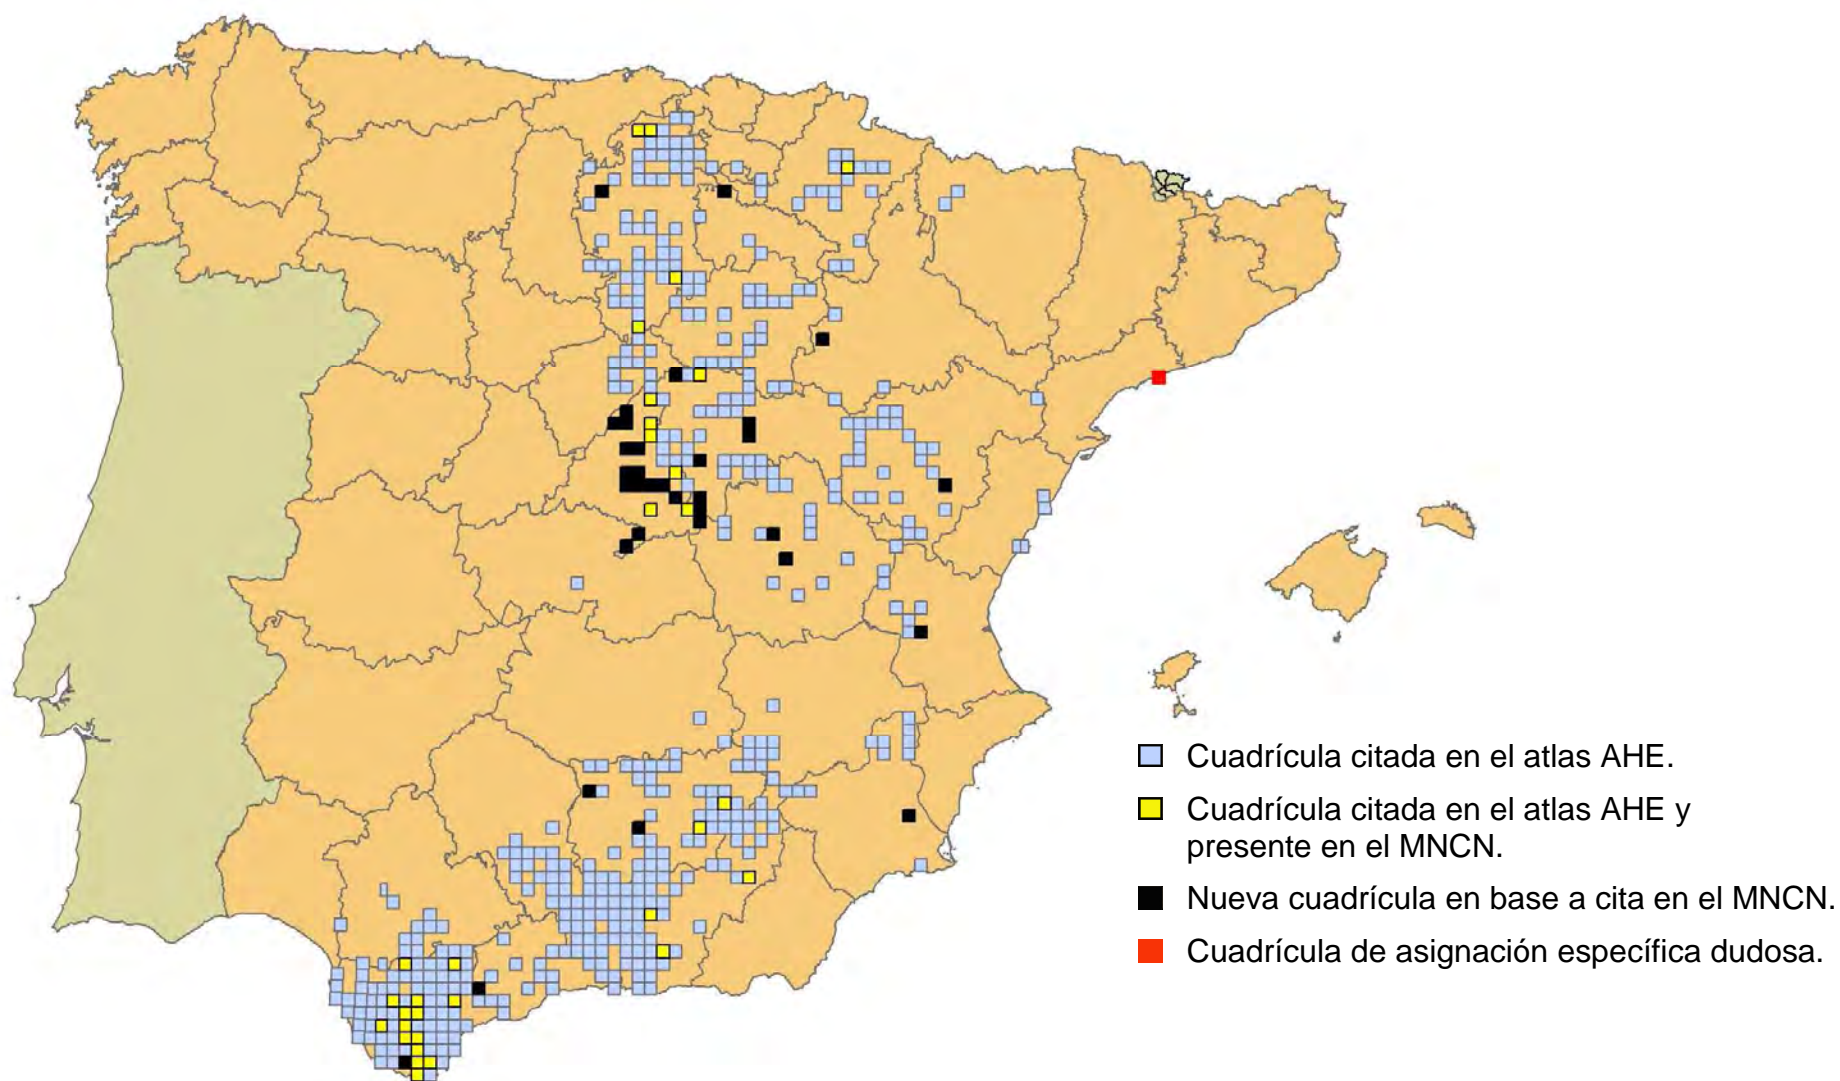 Cuadrícula citada en el atlas AHE.
Cuadrícula citada en el atlas AHE y
presente en el MNCN.
Nueva cuadrícula en base a cita en el MNCN.
Cuadrícula de asignación específica dudosa.